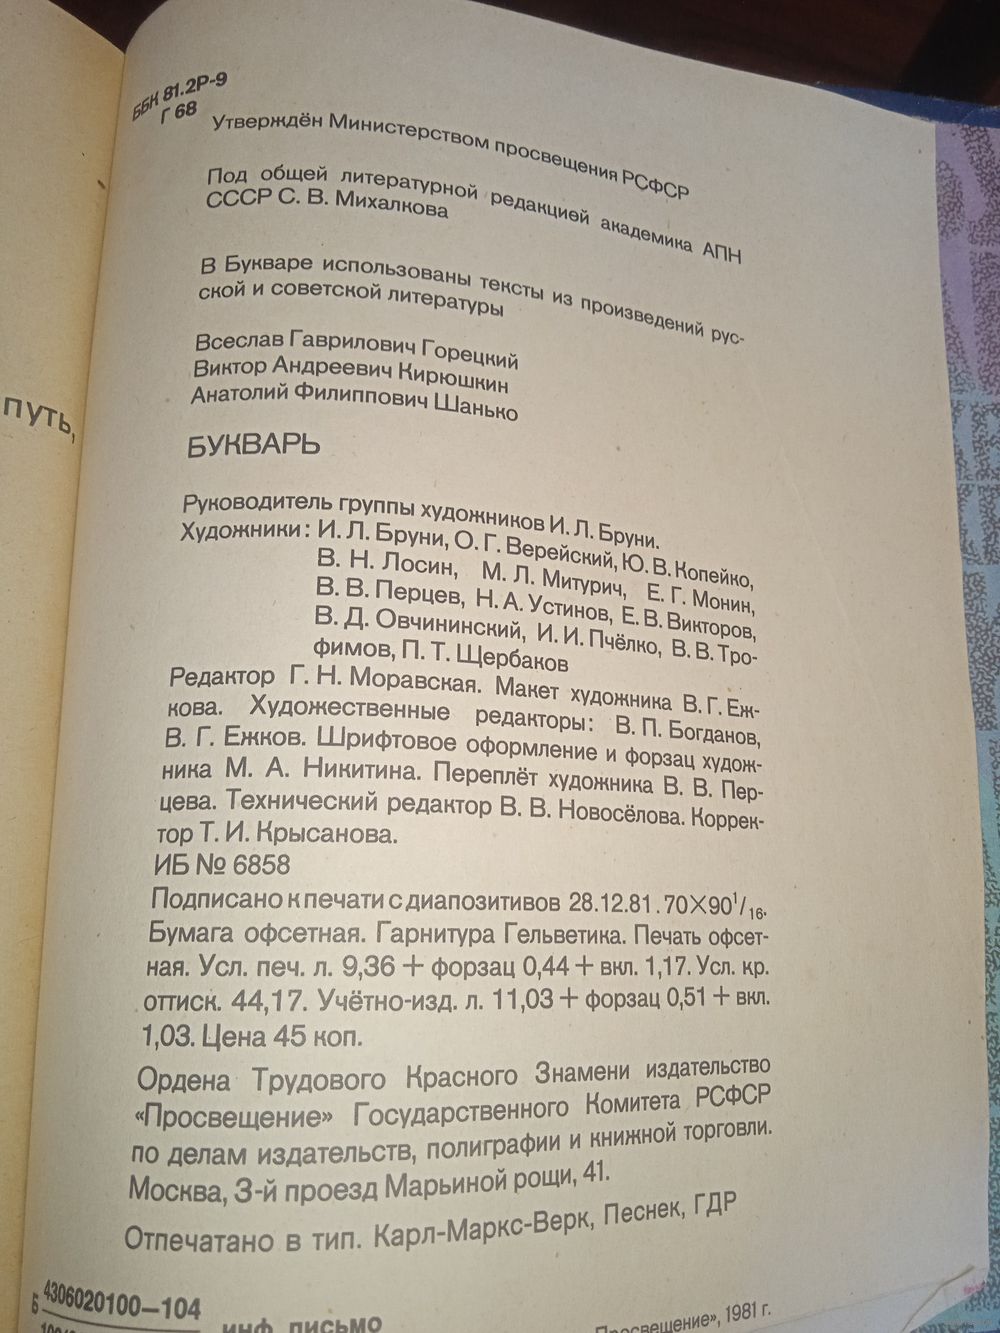 путь,
ББК 81.2Р-9
Г 68
Утверждён Министерством просвещения РСФСР
Под общей литературной редакцией академика АПН
СССР С. В. Михалкова
В Букваре использованы тексты из произведений рус-
ской и советской литературы
Всеслав Гаврилович Горецкий
Виктор Андреевич Кирюшкин
Анатолий Филиппович Шанько
БУКВАРЬ
Руководитель группы художников И. Л. Бруни.
Художники: И. Л. Бруни, О. Г. Верейский, Ю. В. Копейко,
В. Н. Лосин, М. Л. Митурич, Е. Г. Монин,
В. В. Перцев, Н. А. Устинов, Е. В. Викторов,
В. Д. Овчининский, И. И. Пчёлко, В. В. Тро-
фимов, П. Т. Щербаков
Редактор Г. Н. Моравская. Макет художника В. Г. Еж-
кова. Художественные редакторы: В. П. Богданов,
В. Г. Ежков. Шрифтовое оформление и форзац худож-
ника М. А. Никитина. Переплёт художника В. В. Пер-
цева. Технический редактор В. В. Новосёлова. Коррек-
тор Т. И. Крысанова.
ИБ № 6858
Подписано к печати с диапозитивов 28.12.81. 70×90¹/₁₆.
Бумага офсетная. Гарнитура Гельветика. Печать офсет-
ная. Усл. печ. л. 9,36 + форзац 0,44 + вкл. 1,17. Усл. кр.
оттиск. 44,17. Учётно-изд. л. 11,03 + форзац 0,51 + вкл.
1,03. Цена 45 коп.
Ордена Трудового Красного Знамени издательство
«Просвещение» Государственного Комитета РСФСР
по делам издательств, полиграфии и книжной торговли.
Москва, 3-й проезд Марьиной рощи, 41.
Отпечатано в тип. Карл-Маркс-Верк, Песнек, ГДР
Б 4306020100—104
инф. письмо
Просвещение», 1981 г.